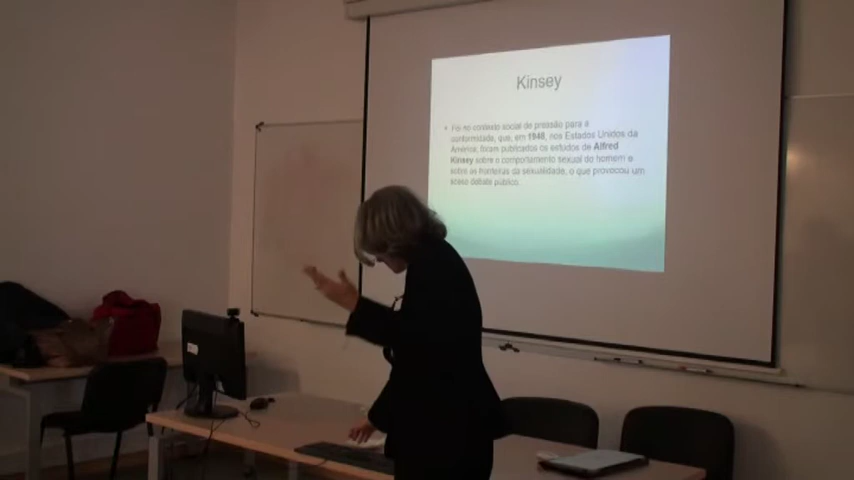 Kinsey
• Foi no contexto social de pressão para a
conformidade, que, em 1948, nos Estados Unidos da
América, foram publicados os estudos de Alfred
Kinsey sobre o comportamento sexual do homem e
sobre as fronteiras da sexualidade, o que provocou um
aceso debate público.